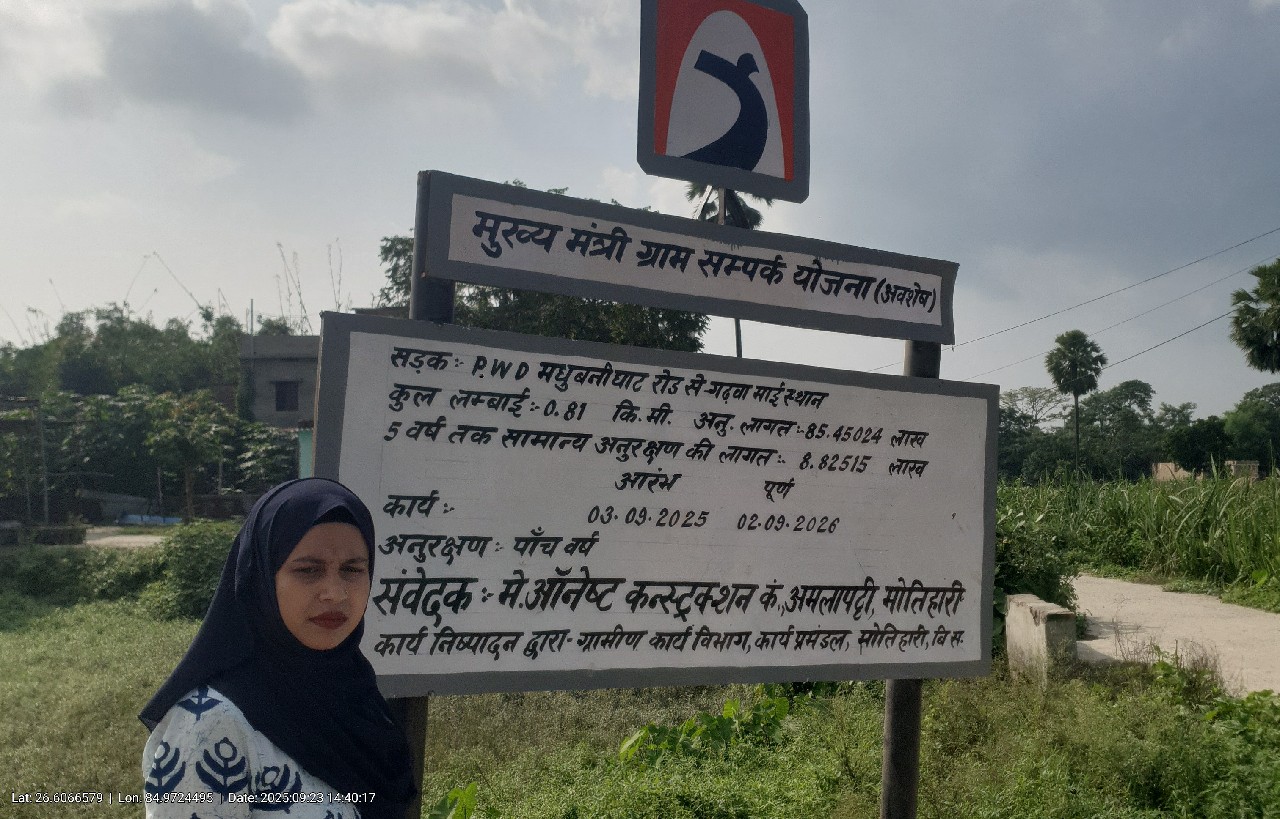 मुख्य मंत्री ग्राम सम्पर्क योजना (अवशेष)
सड़क :- P.W D मधुबनीघाट रोड से गढ़वा माई स्थान
कुल लम्बाई :- 0.81 कि.मी. अनु. लागत :- 85.45024 लाख
5 वर्ष तक सामान्य अनुरक्षण की लागत :- 8.82515 लाख
आरंभ पूर्ण
कार्य :- 03.09.2025 02.09.2026
अनुरक्षण :- पाँच वर्ष
संवेदक :- मे. ऑनेष्ट कन्स्ट्रक्शन कं., अमलापट्टी, मोतिहारी
कार्य निष्पादन द्वारा - ग्रामीण कार्य विभाग, कार्य प्रमंडल, मोतिहारी, बि स.
Lat: 26.6066579 | Lon: 84.9724495 | Date: 2025:09:23 14:40:17